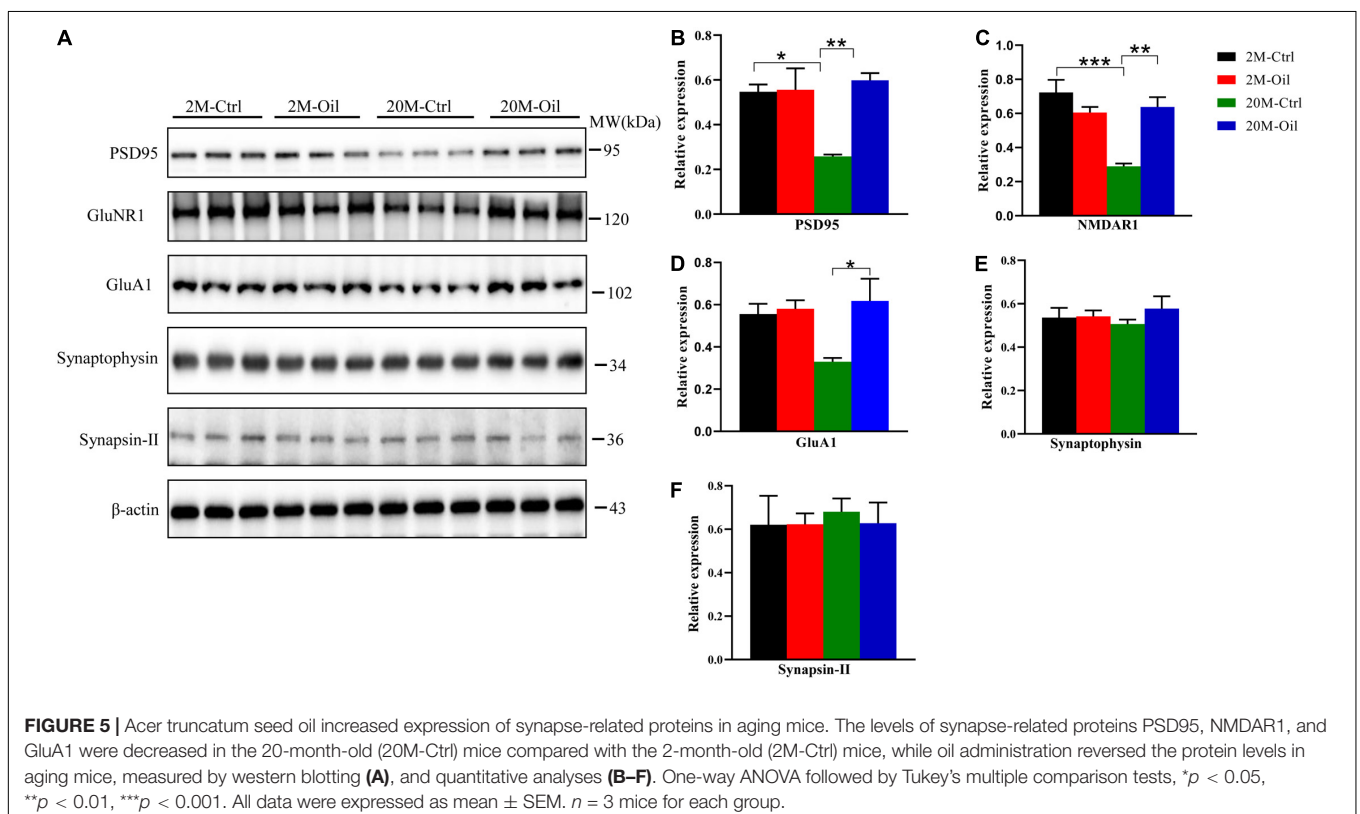 A
2M-Ctrl 2M-Oil 20M-Ctrl 20M-Oil
MW(kDa)
PSD95 95
GluNR1 120
GluA1 102
Synaptophysin 34
Synapsin-II 36
β-actin 43
B
Relative expression
0.8
0.6
0.4
0.2
0.0
* **
PSD95
C
Relative expression
1.0
0.8
0.6
0.4
0.2
0.0
*** **
NMDAR1
2M-Ctrl
2M-Oil
20M-Ctrl
20M-Oil
D
Relative expression
0.8
0.6
0.4
0.2
0.0
*
GluA1
E
Relative expression
0.8
0.6
0.4
0.2
0.0
Synaptophysin
F
Relative expression
0.8
0.6
0.4
0.2
0.0
Synapsin-II
FIGURE 5 | Acer truncatum seed oil increased expression of synapse-related proteins in aging mice. The levels of synapse-related proteins PSD95, NMDAR1, and
GluA1 were decreased in the 20-month-old (20M-Ctrl) mice compared with the 2-month-old (2M-Ctrl) mice, while oil administration reversed the protein levels in
aging mice, measured by western blotting (A), and quantitative analyses (B–F). One-way ANOVA followed by Tukey's multiple comparison tests, *p < 0.05,
**p < 0.01, ***p < 0.001. All data were expressed as mean ± SEM. n = 3 mice for each group.